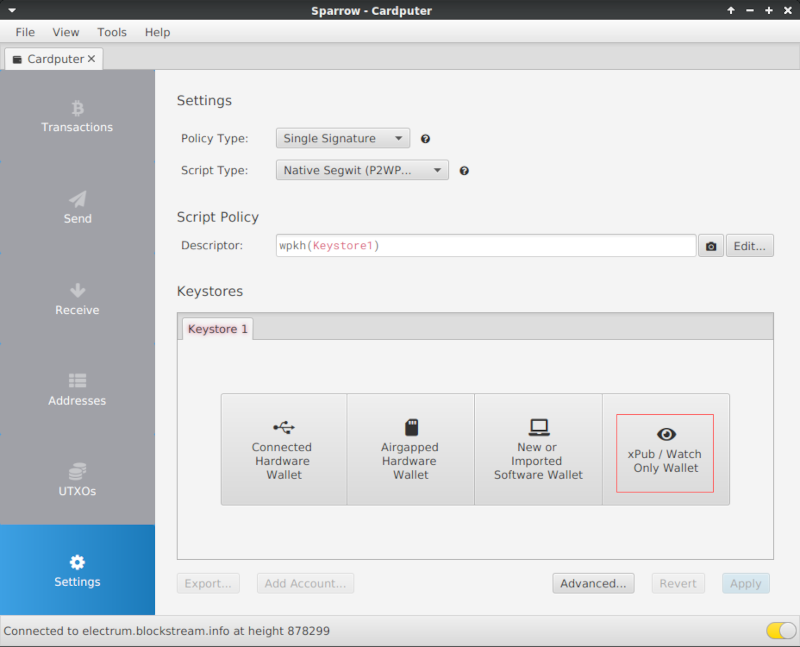 Sparrow - Cardputer
File View Tools Help
Cardputer
Transactions
Send
Receive
Addresses
UTXOs
Settings
Settings
Policy Type: Single Signature
Script Type: Native Segwit (P2WP...
Script Policy
Descriptor: wpkh(Keystore1) Edit...
Keystores
Keystore 1
Connected
Hardware
Wallet
Airgapped
Hardware
Wallet
New or
Imported
Software Wallet
xPub / Watch
Only Wallet
Export... Add Account... Advanced... Revert Apply
Connected to electrum.blockstream.info at height 878299